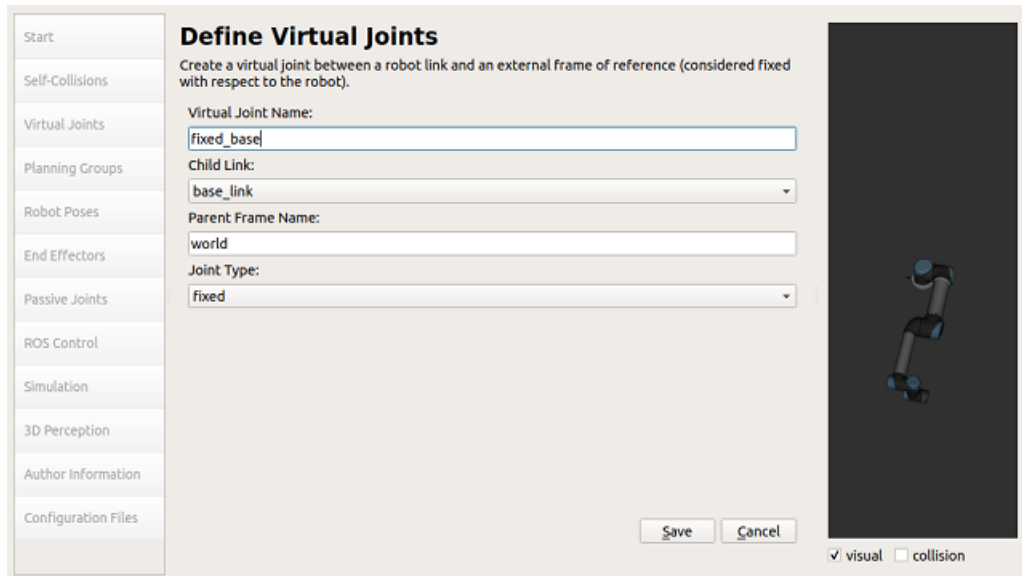 Start
Self-Collisions
Virtual Joints
Planning Groups
Robot Poses
End Effectors
Passive Joints
ROS Control
Simulation
3D Perception
Author Information
Configuration Files
Define Virtual Joints
Create a virtual joint between a robot link and an external frame of reference (considered fixed
with respect to the robot).
Virtual Joint Name:
fixed_base
Child Link:
base_link
Parent Frame Name:
world
Joint Type:
fixed
Save Cancel
visual collision